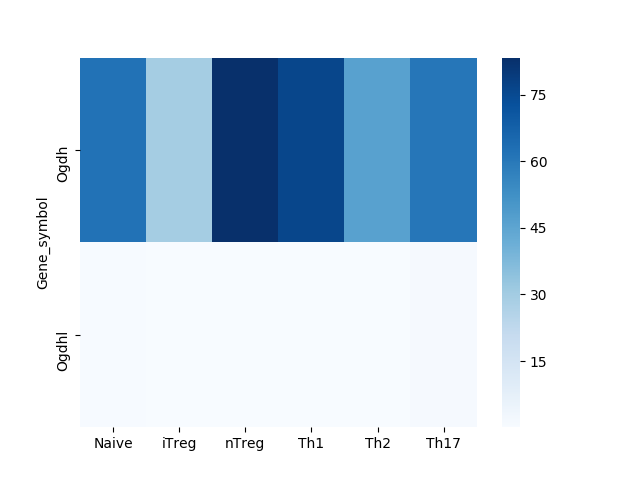 Gene_symbol
Ogdh
Ogdhl
Naive iTreg nTreg Th1 Th2 Th17
75
60
45
30
15